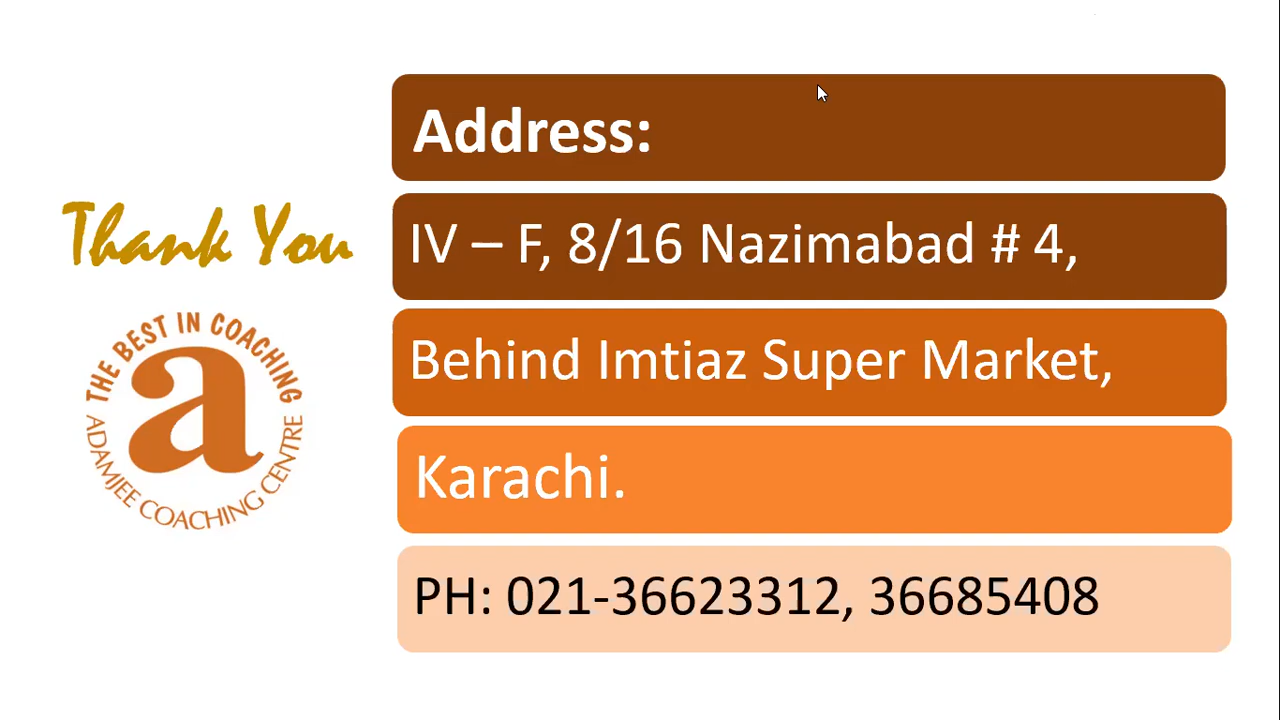 Thank You
THE BEST IN COACHING
a
ADAMJEE COACHING CENTRE
Address:
IV – F, 8/16 Nazimabad # 4,
Behind Imtiaz Super Market,
Karachi.
PH: 021-36623312, 36685408